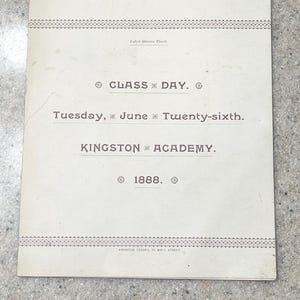 CLASS DAY.
Tuesday, June Twenty-sixth.
KINGSTON ACADEMY.
1888.